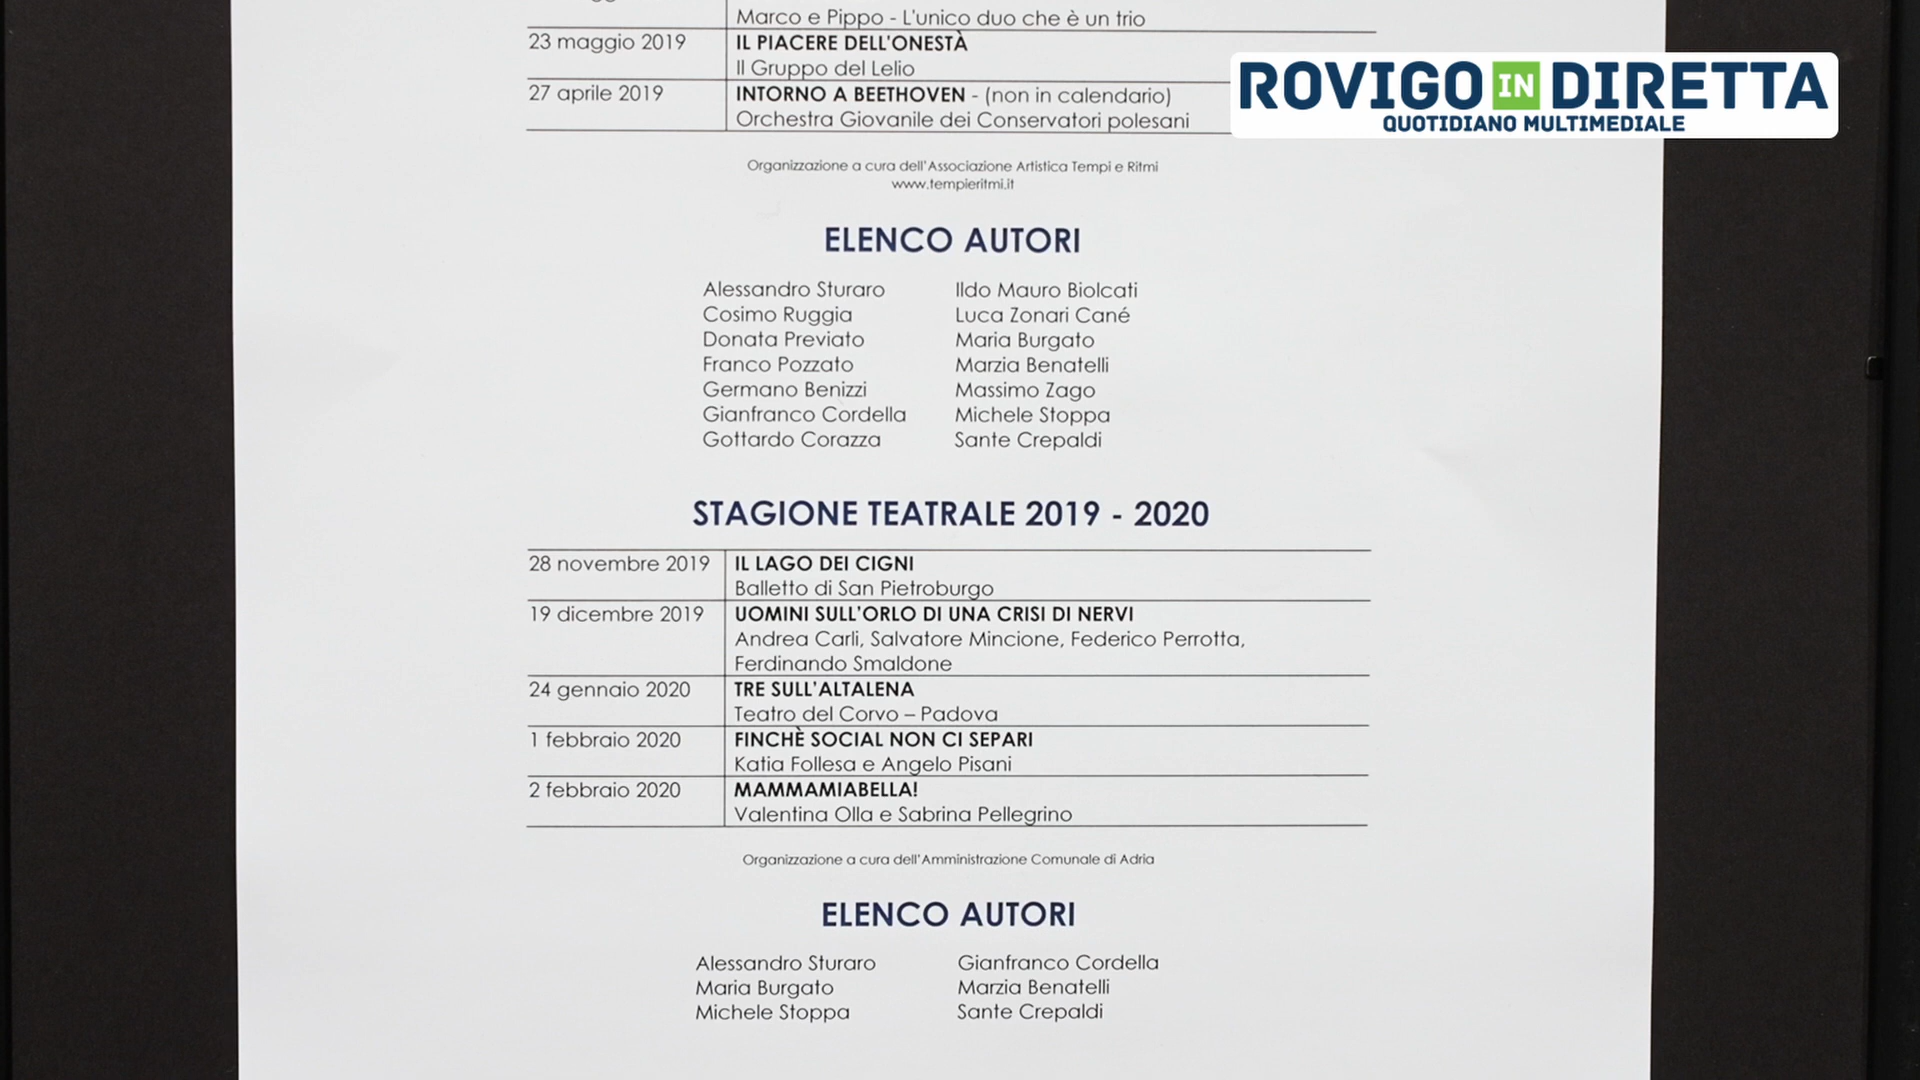 Marco e Pippo - L'unico duo che è un trio
23 maggio 2019 IL PIACERE DELL'ONESTÀ
Il Gruppo del Lelio
27 aprile 2019 INTORNO A BEETHOVEN - (non in calendario)
Orchestra Giovanile dei Conservatori polesani
ROVIGO IN DIRETTA
QUOTIDIANO MULTIMEDIALE
Organizzazione a cura dell'Associazione Artistica Tempi e Ritmi
www.tempieritmi.it
ELENCO AUTORI
Alessandro Sturaro Ildo Mauro Biolcati
Cosimo Ruggia Luca Zonari Cané
Donata Previato Maria Burgato
Franco Pozzato Marzia Benatelli
Germano Benizzi Massimo Zago
Gianfranco Cordella Michele Stoppa
Gottardo Corazza Sante Crepaldi
STAGIONE TEATRALE 2019 - 2020
28 novembre 2019 IL LAGO DEI CIGNI
Balletto di San Pietroburgo
19 dicembre 2019 UOMINI SULL'ORLO DI UNA CRISI DI NERVI
Andrea Carli, Salvatore Mincione, Federico Perrotta,
Ferdinando Smaldone
24 gennaio 2020 TRE SULL'ALTALENA
Teatro del Corvo – Padova
1 febbraio 2020 FINCHÈ SOCIAL NON CI SEPARI
Katia Follesa e Angelo Pisani
2 febbraio 2020 MAMMAMIABELLA!
Valentina Olla e Sabrina Pellegrino
Organizzazione a cura dell'Amministrazione Comunale di Adria
ELENCO AUTORI
Alessandro Sturaro Gianfranco Cordella
Maria Burgato Marzia Benatelli
Michele Stoppa Sante Crepaldi